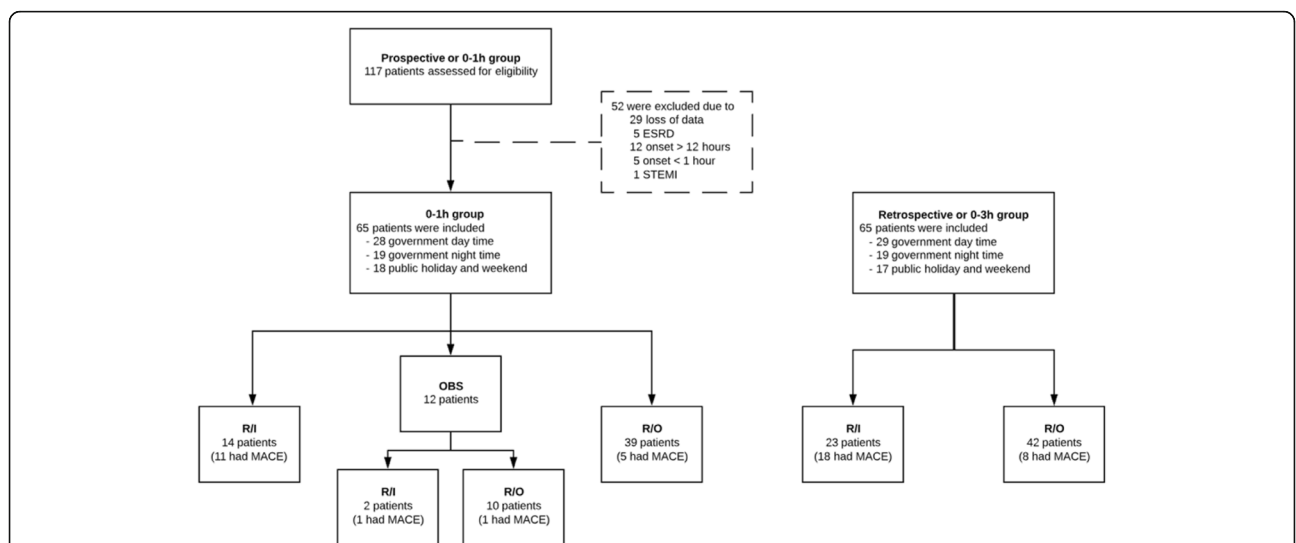 Prospective or 0-1h group
117 patients assessed for eligibility
52 were excluded due to
29 loss of data
5 ESRD
12 onset > 12 hours
5 onset < 1 hour
1 STEMI
0-1h group
65 patients were included
- 28 government day time
- 19 government night time
- 18 public holiday and weekend
Retrospective or 0-3h group
65 patients were included
- 29 government day time
- 19 government night time
- 17 public holiday and weekend
OBS
12 patients
R/I
14 patients
(11 had MACE)
R/O
39 patients
(5 had MACE)
R/I
23 patients
(18 had MACE)
R/O
42 patients
(8 had MACE)
R/I
2 patients
(1 had MACE)
R/O
10 patients
(1 had MACE)